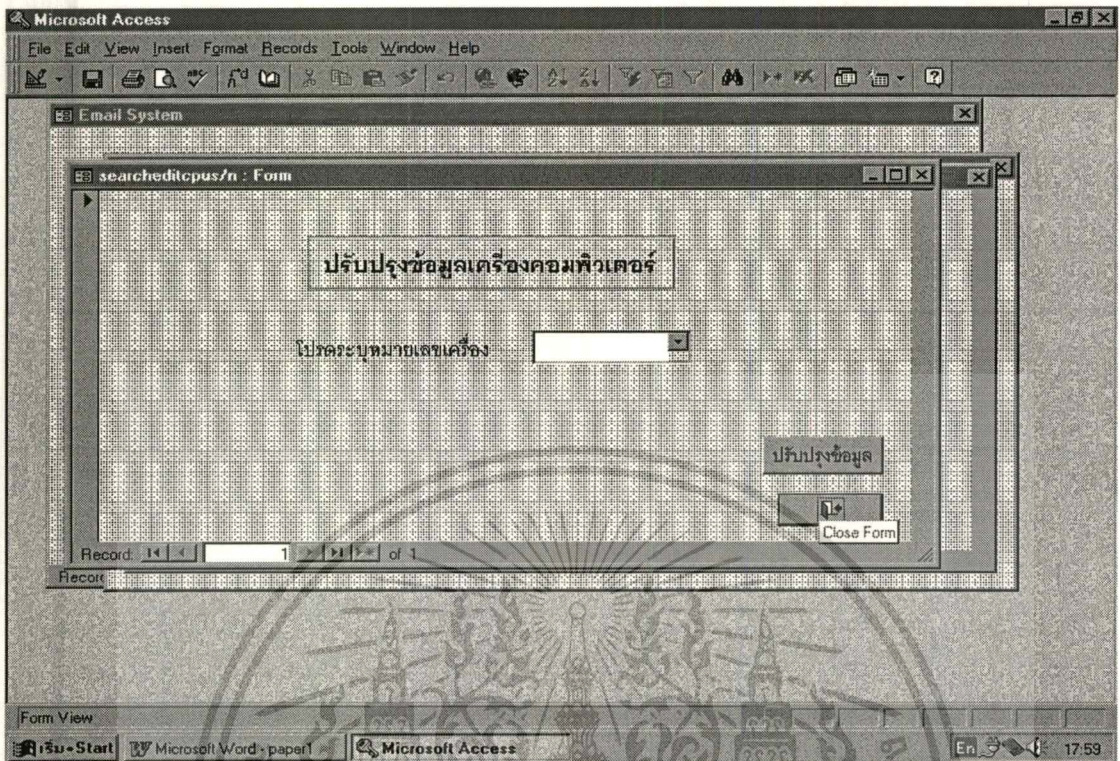 Microsoft Access
File Edit View Insert Format Records Tools Window Help
Email System
searcheditcpus/n : Form
ปรับปรุงข้อมูลเครื่องคอมพิวเตอร์
โปรดระบุหมายเลขเครื่อง
ปรับปรุงข้อมูล
Close Form
Record: 1 of 1
Record
Form View
เริ่ม•Start Microsoft Word - paper1 Microsoft Access En 17:59